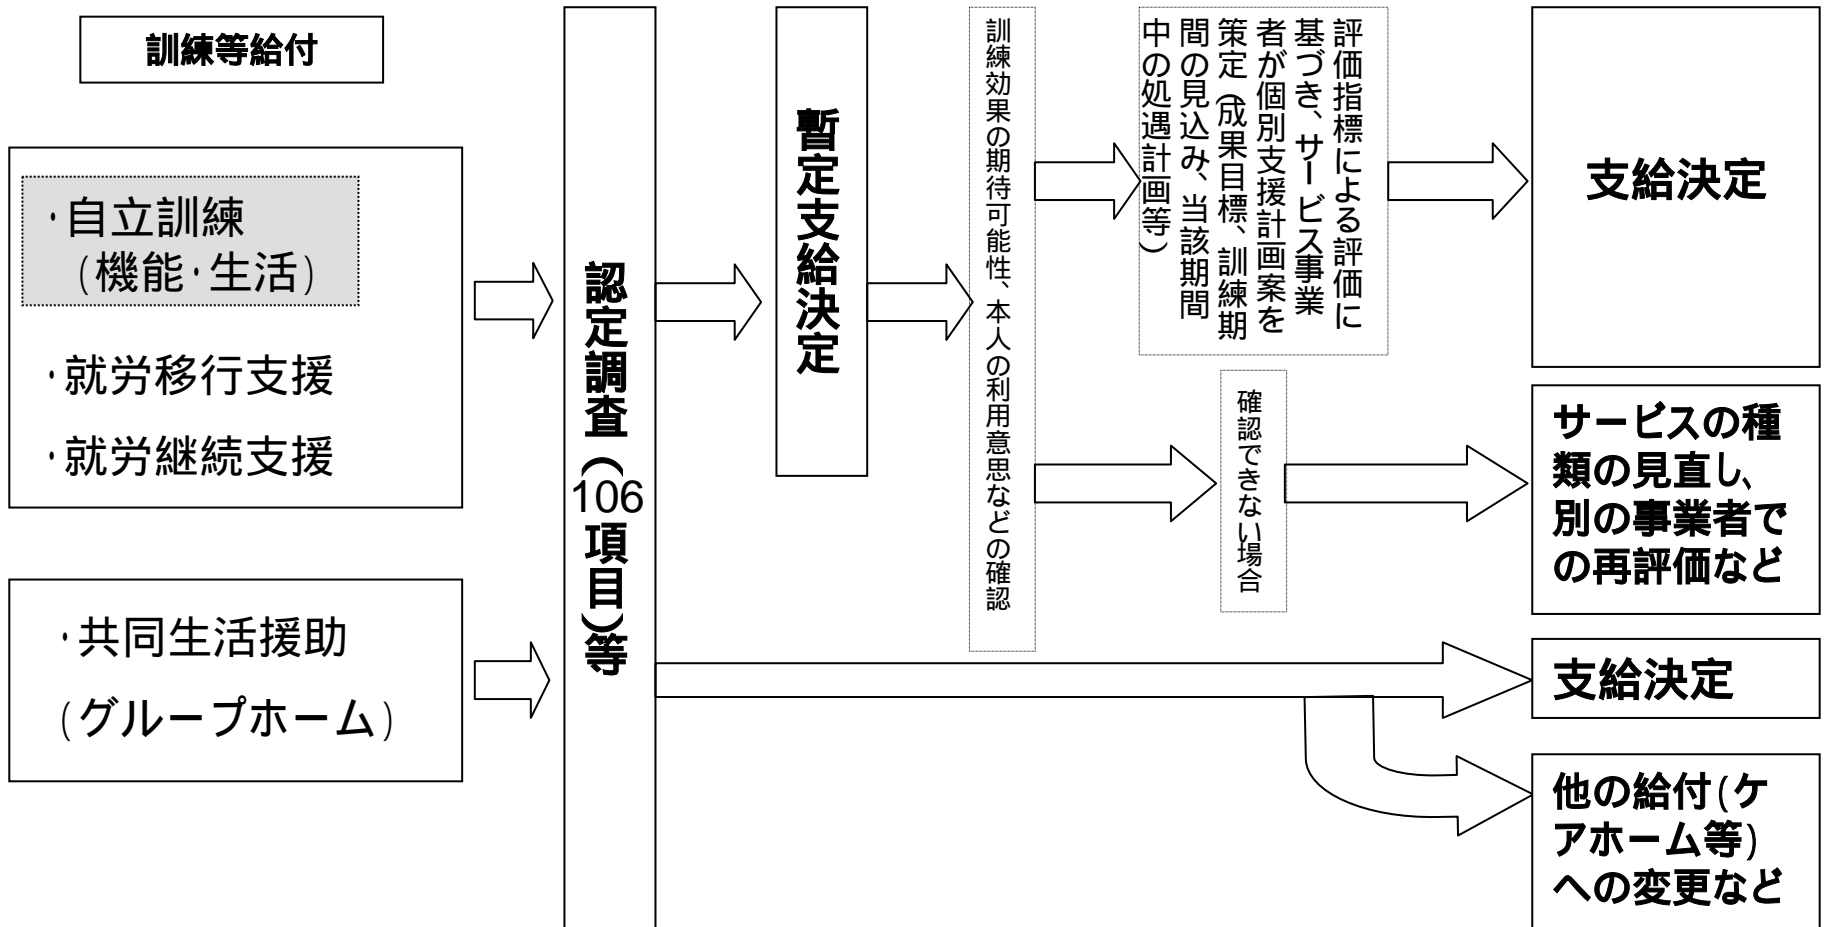 訓練等給付
・自立訓練
(機能・生活)
・就労移行支援
・就労継続支援
・共同生活援助
(グループホーム)
認定調査(106項目)等
暫定支給決定
訓練効果の期待可能性、本人の利用意思などの確認
評価指標による評価に
基づき、サービス事業
者が個別支援計画案を
策定(成果目標、訓練期
間の見込み、当該期間
中の処遇計画等)
支給決定
確認できない場合
サービスの種
類の見直し、
別の事業者で
の再評価など
支給決定
他の給付(ケ
アホーム等)
への変更など